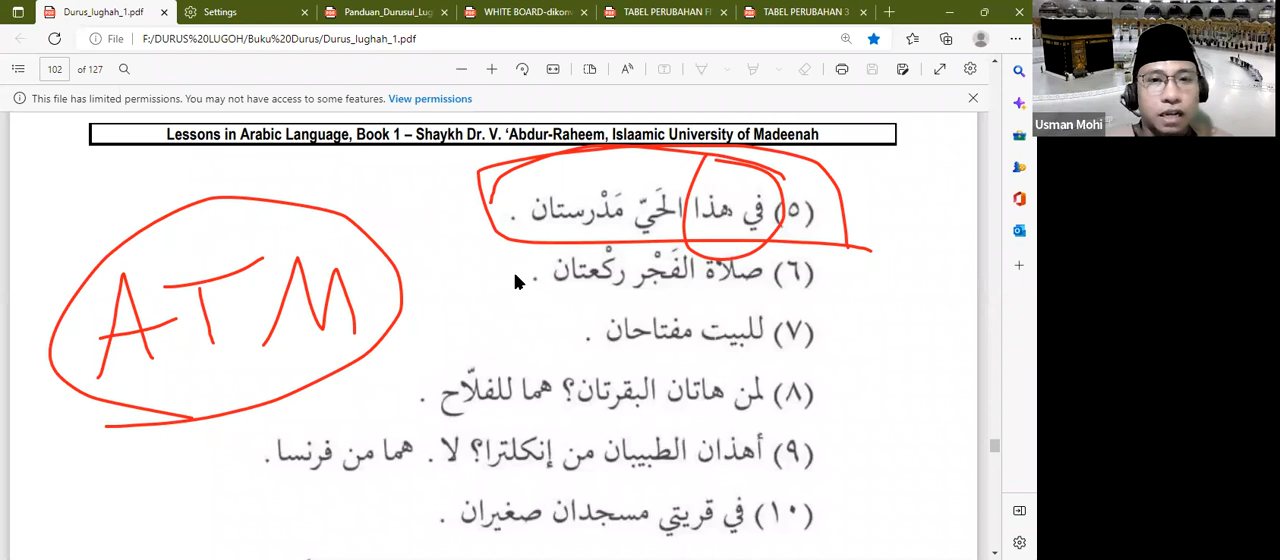 Durus_lughah_1.pdf
Settings
Panduan_Durusul_Lug
WHITE BOARD-dikonv
TABEL PERUBAHAN FI
TABEL PERUBAHAN 3
File
F:/DURUS%20LUGOH/Buku%20Durus/Durus_lughah_1.pdf
102 of 127
This file has limited permissions. You may not have access to some features. View permissions
Usman Mohi
Lessons in Arabic Language, Book 1 – Shaykh Dr. V. ‘Abdur-Raheem, Islaamic University of Madeenah
(٥) في هذا الحَيّ مَدْرستان .
(٦) صلاة الفَجْر ركْعتان .
ATM
(٧) للبيت مفتاحان .
(٨) لمن هاتان البقرتان؟ هما للفلّاح .
(٩) أهذان الطبيبان من إنكلترا؟ لا . هما من فرنسا .
(١٠) في قريتي مسجدان صغيران .